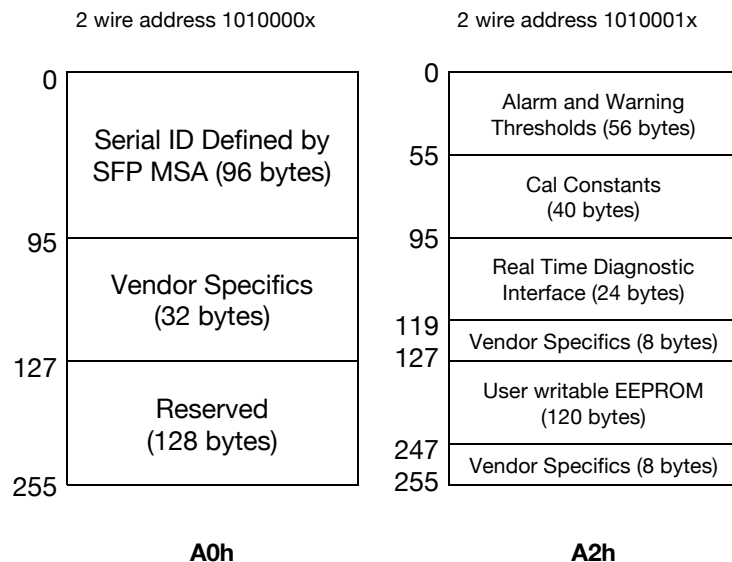 2 wire address 1010000x
0
Serial ID Defined by
SFP MSA (96 bytes)
95
Vendor Specifics
(32 bytes)
127
Reserved
(128 bytes)
255
A0h
2 wire address 1010001x
0
Alarm and Warning
Thresholds (56 bytes)
55
Cal Constants
(40 bytes)
95
Real Time Diagnostic
Interface (24 bytes)
119
Vendor Specifics (8 bytes)
127
User writable EEPROM
(120 bytes)
247
Vendor Specifics (8 bytes)
255
A2h